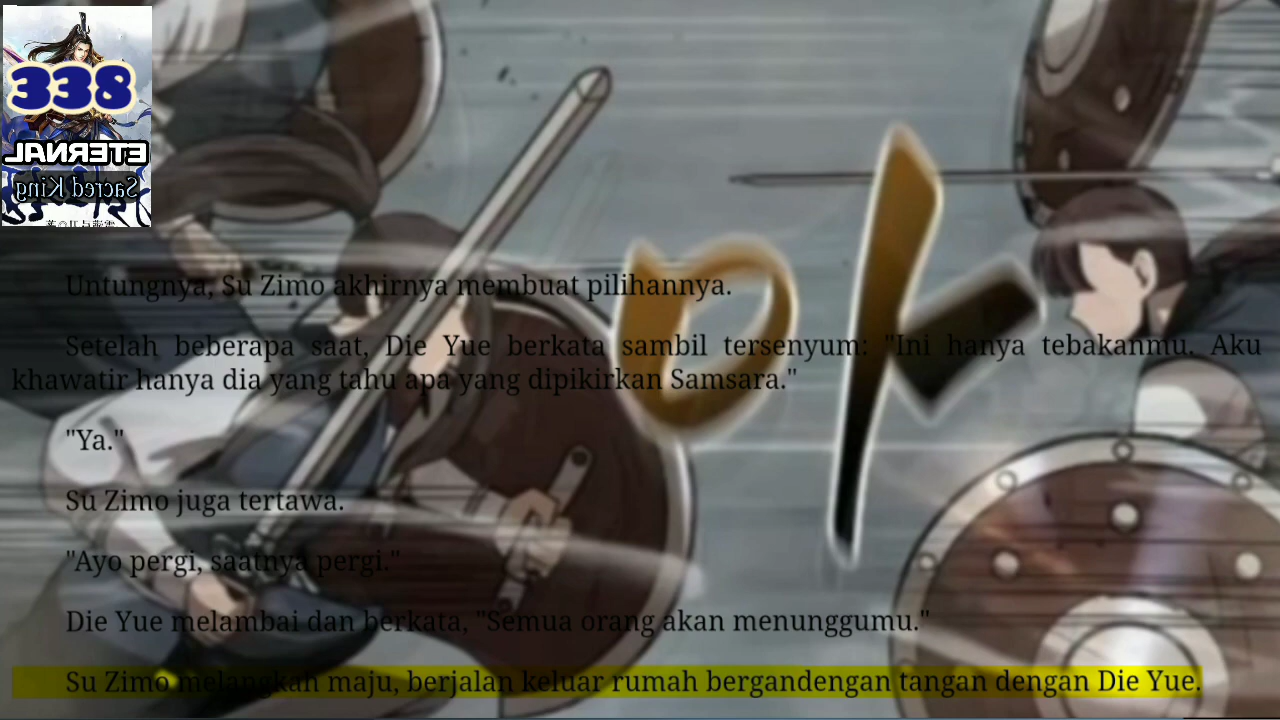 338
ETERNAL
Sacred King
Untungnya, Su Zimo akhirnya membuat pilihannya.
Setelah beberapa saat, Die Yue berkata sambil tersenyum: "Ini hanya tebakanmu. Aku
khawatir hanya dia yang tahu apa yang dipikirkan Samsara."
"Ya."
Su Zimo juga tertawa.
"Ayo pergi, saatnya pergi."
Die Yue melambai dan berkata, "Semua orang akan menunggumu."
Su Zimo melangkah maju, berjalan keluar rumah bergandengan tangan dengan Die Yue.